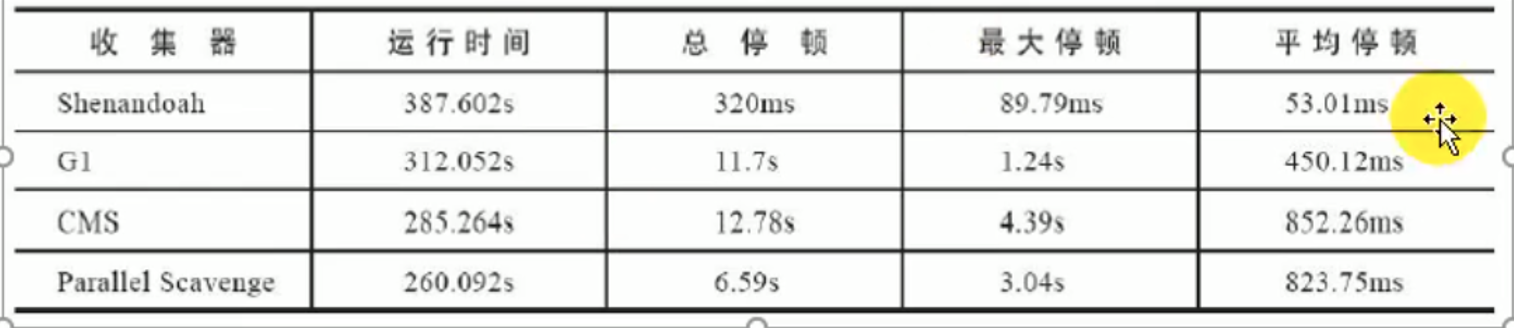 收集器 运行时间 总停顿 最大停顿 平均停顿
Shenandoah 387.602s 320ms 89.79ms 53.01ms
G1 312.052s 11.7s 1.24s 450.12ms
CMS 285.264s 12.78s 4.39s 852.26ms
Parallel Scavenge 260.092s 6.59s 3.04s 823.75ms